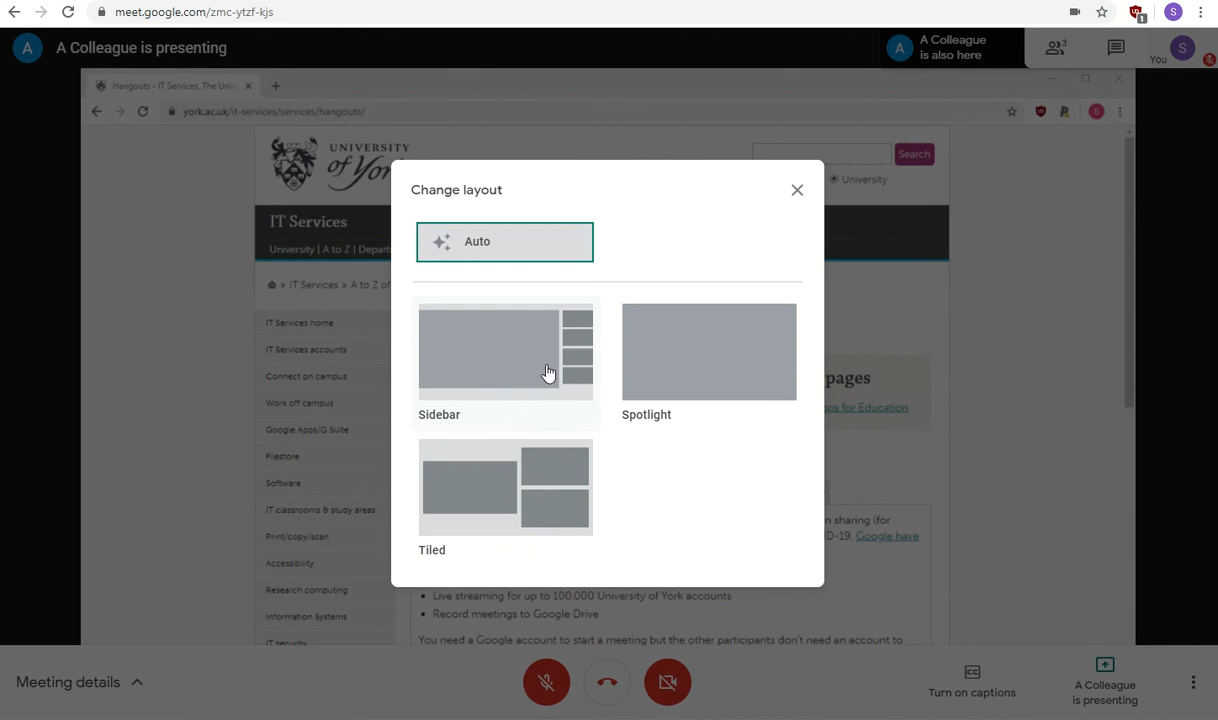 meet.google.com/zmc-ytzf-kjs
1
S
A
A Colleague is presenting
A
A Colleague
is also here
3
You
S
Hangouts - IT Services, The Univ
york.ac.uk/it-services/services/hangouts/
S
UNIVERSITY
of Yo
Search
University
IT Services
University | A to Z | Depart
» IT Services » A to Z of
IT Services home
IT Services accounts
Connect on campus
Work off campus
Google Apps/G Suite
Filestore
Software
IT classrooms & study areas
Print/copy/scan
Accessibility
Research computing
Information Systems
IT security
Change layout
Auto
Sidebar
Spotlight
Tiled
pages
ps for Education
n sharing (for
D-19, Google have
• Live streaming for up to 100,000 University of York accounts
• Record meetings to Google Drive
You need a Google account to start a meeting but the other participants don't need an account to
Meeting details
CC
Turn on captions
A Colleague
is presenting